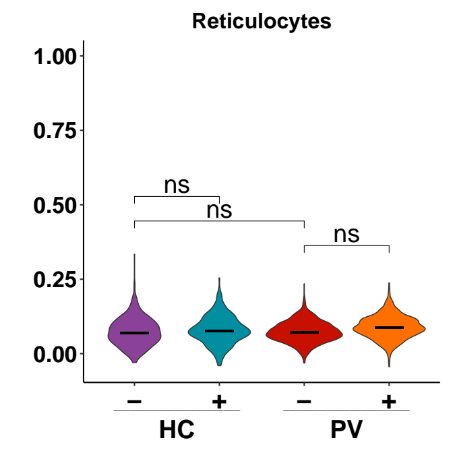 Reticulocytes
1.00
0.75
0.50
0.25
0.00
ns
ns
ns
− + − +
HC PV